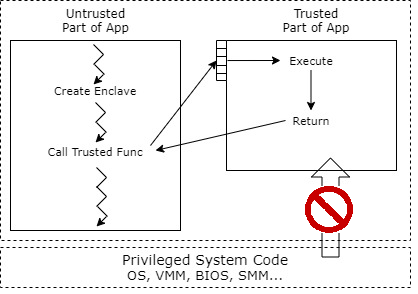 Untrusted
Part of App
Trusted
Part of App
Create Enclave
Call Trusted Func
Execute
Return
Privileged System Code
OS, VMM, BIOS, SMM...